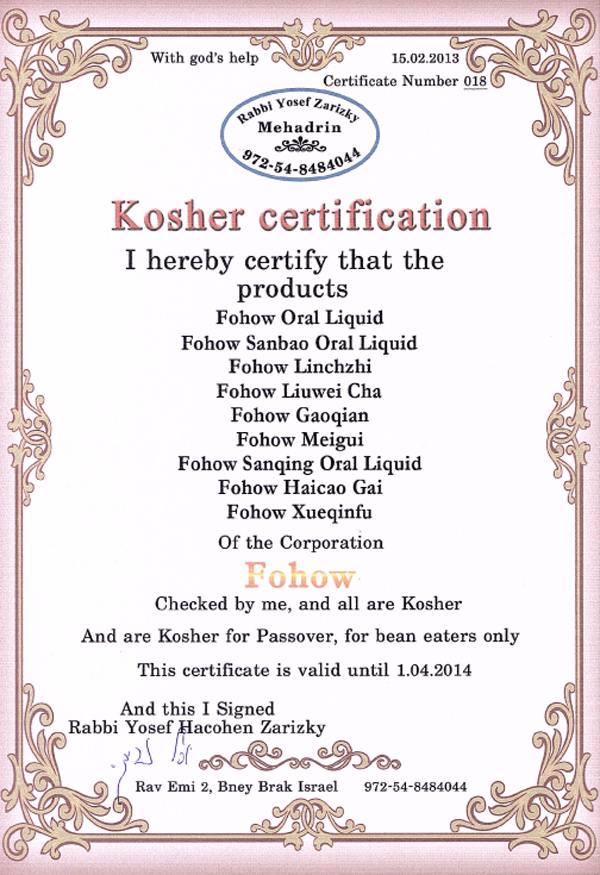 With god's help
15.02.2013
Certificate Number 018
Rabbi Yosef Zarizky
Mehadrin
972-54-8484044
Kosher certification
I hereby certify that the
products
Fohow Oral Liquid
Fohow Sanbao Oral Liquid
Fohow Linchzhi
Fohow Liuwei Cha
Fohow Gaoqian
Fohow Meigui
Fohow Sanqing Oral Liquid
Fohow Haicao Gai
Fohow Xueqinfu
Of the Corporation
Fohow
Checked by me, and all are Kosher
And are Kosher for Passover, for bean eaters only
This certificate is valid until 1.04.2014
And this I Signed
Rabbi Yosef Hacohen Zarizky
Rav Emi 2, Bney Brak Israel 972-54-8484044